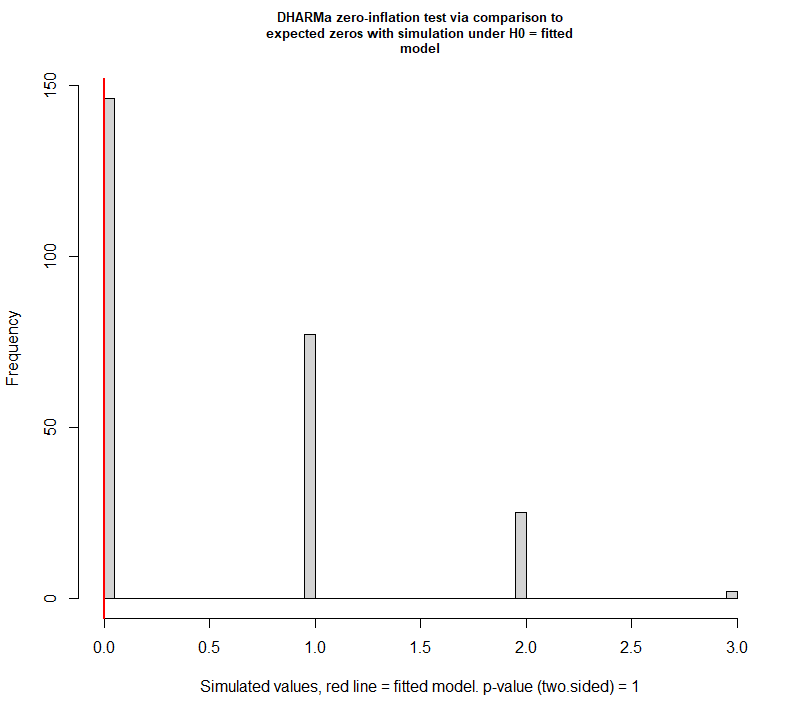 DHARMa zero-inflation test via comparison to
expected zeros with simulation under H0 = fitted
model
Frequency
150
100
50
0
0.0 0.5 1.0 1.5 2.0 2.5 3.0
Simulated values, red line = fitted model. p-value (two.sided) = 1